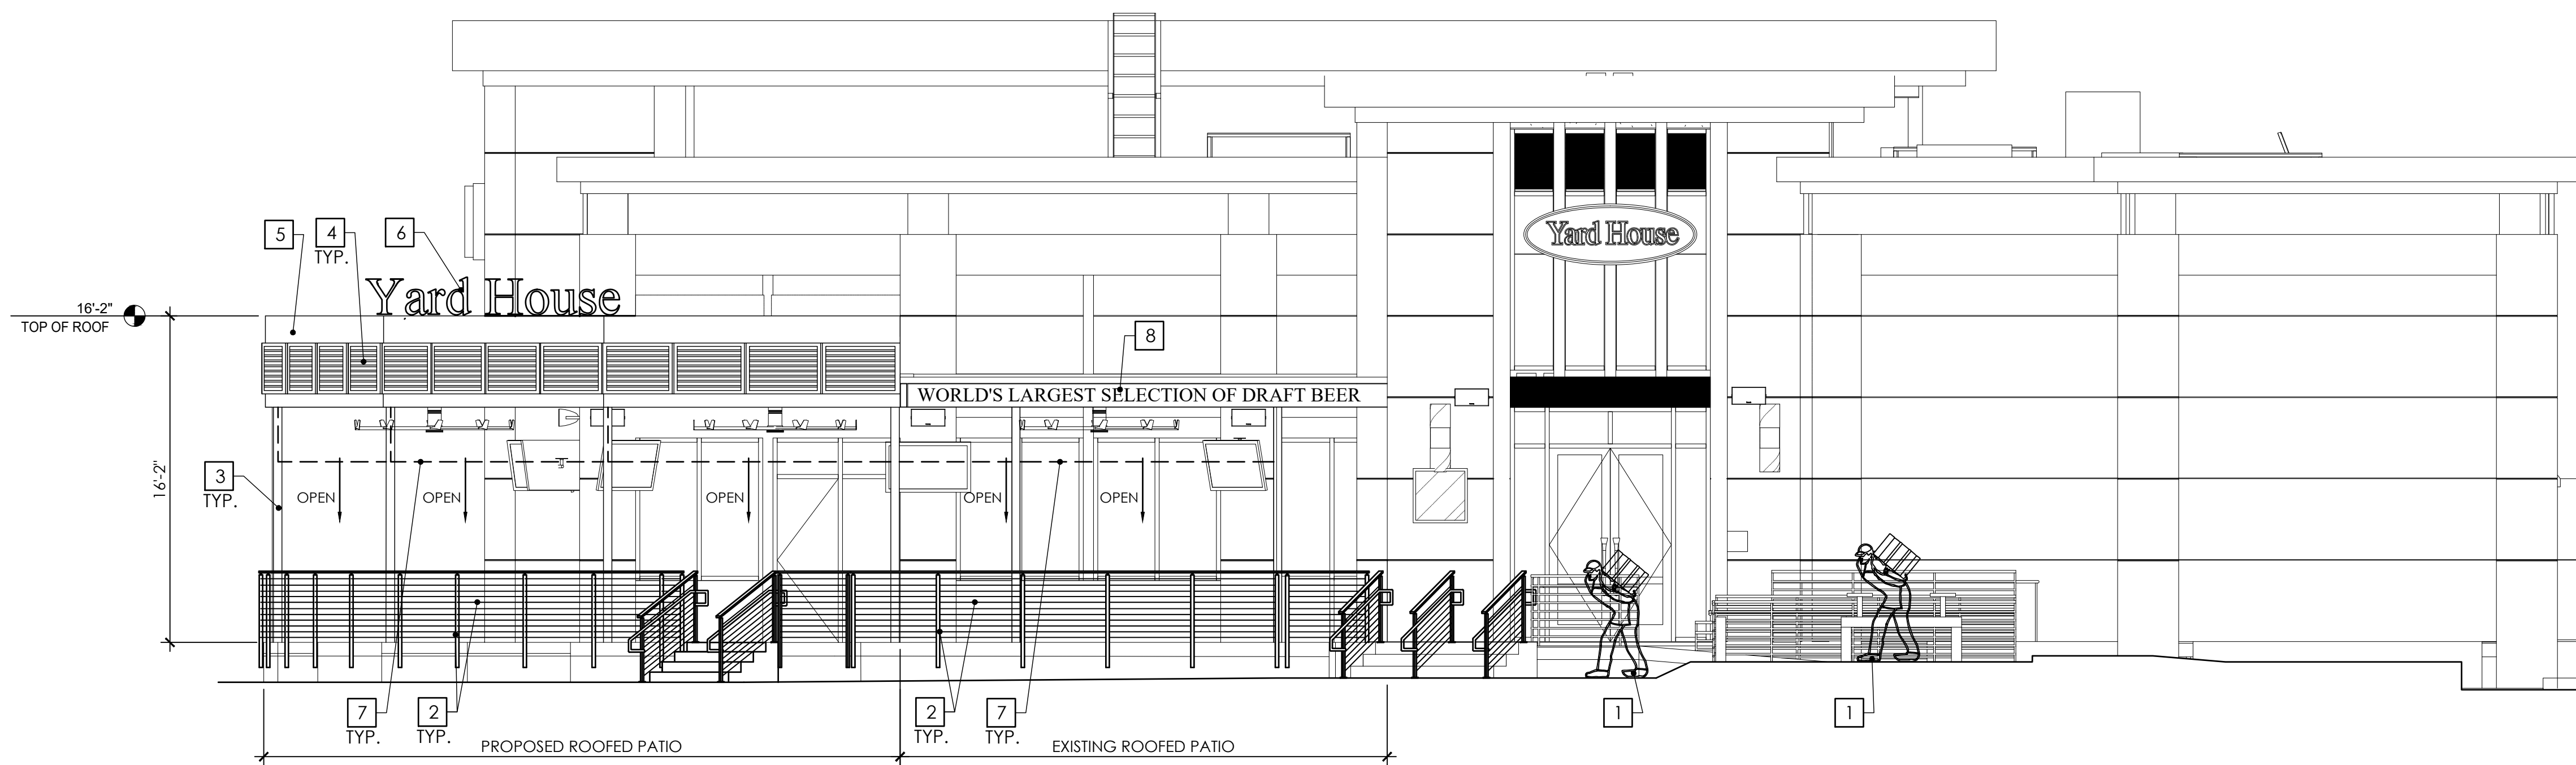 5
4
TYP.
6
Yard House
Yard House
16'-2"
TOP OF ROOF
8
WORLD'S LARGEST SELECTION OF DRAFT BEER
3
TYP.
16'-2"
OPEN
OPEN
OPEN
OPEN
OPEN
7
TYP.
2
TYP.
2
TYP.
7
TYP.
1
1
PROPOSED ROOFED PATIO
EXISTING ROOFED PATIO